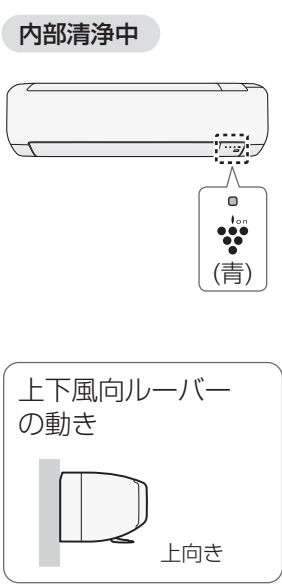 内部清浄中
ion
(青)
上下風向ルーバー
の動き
上向き